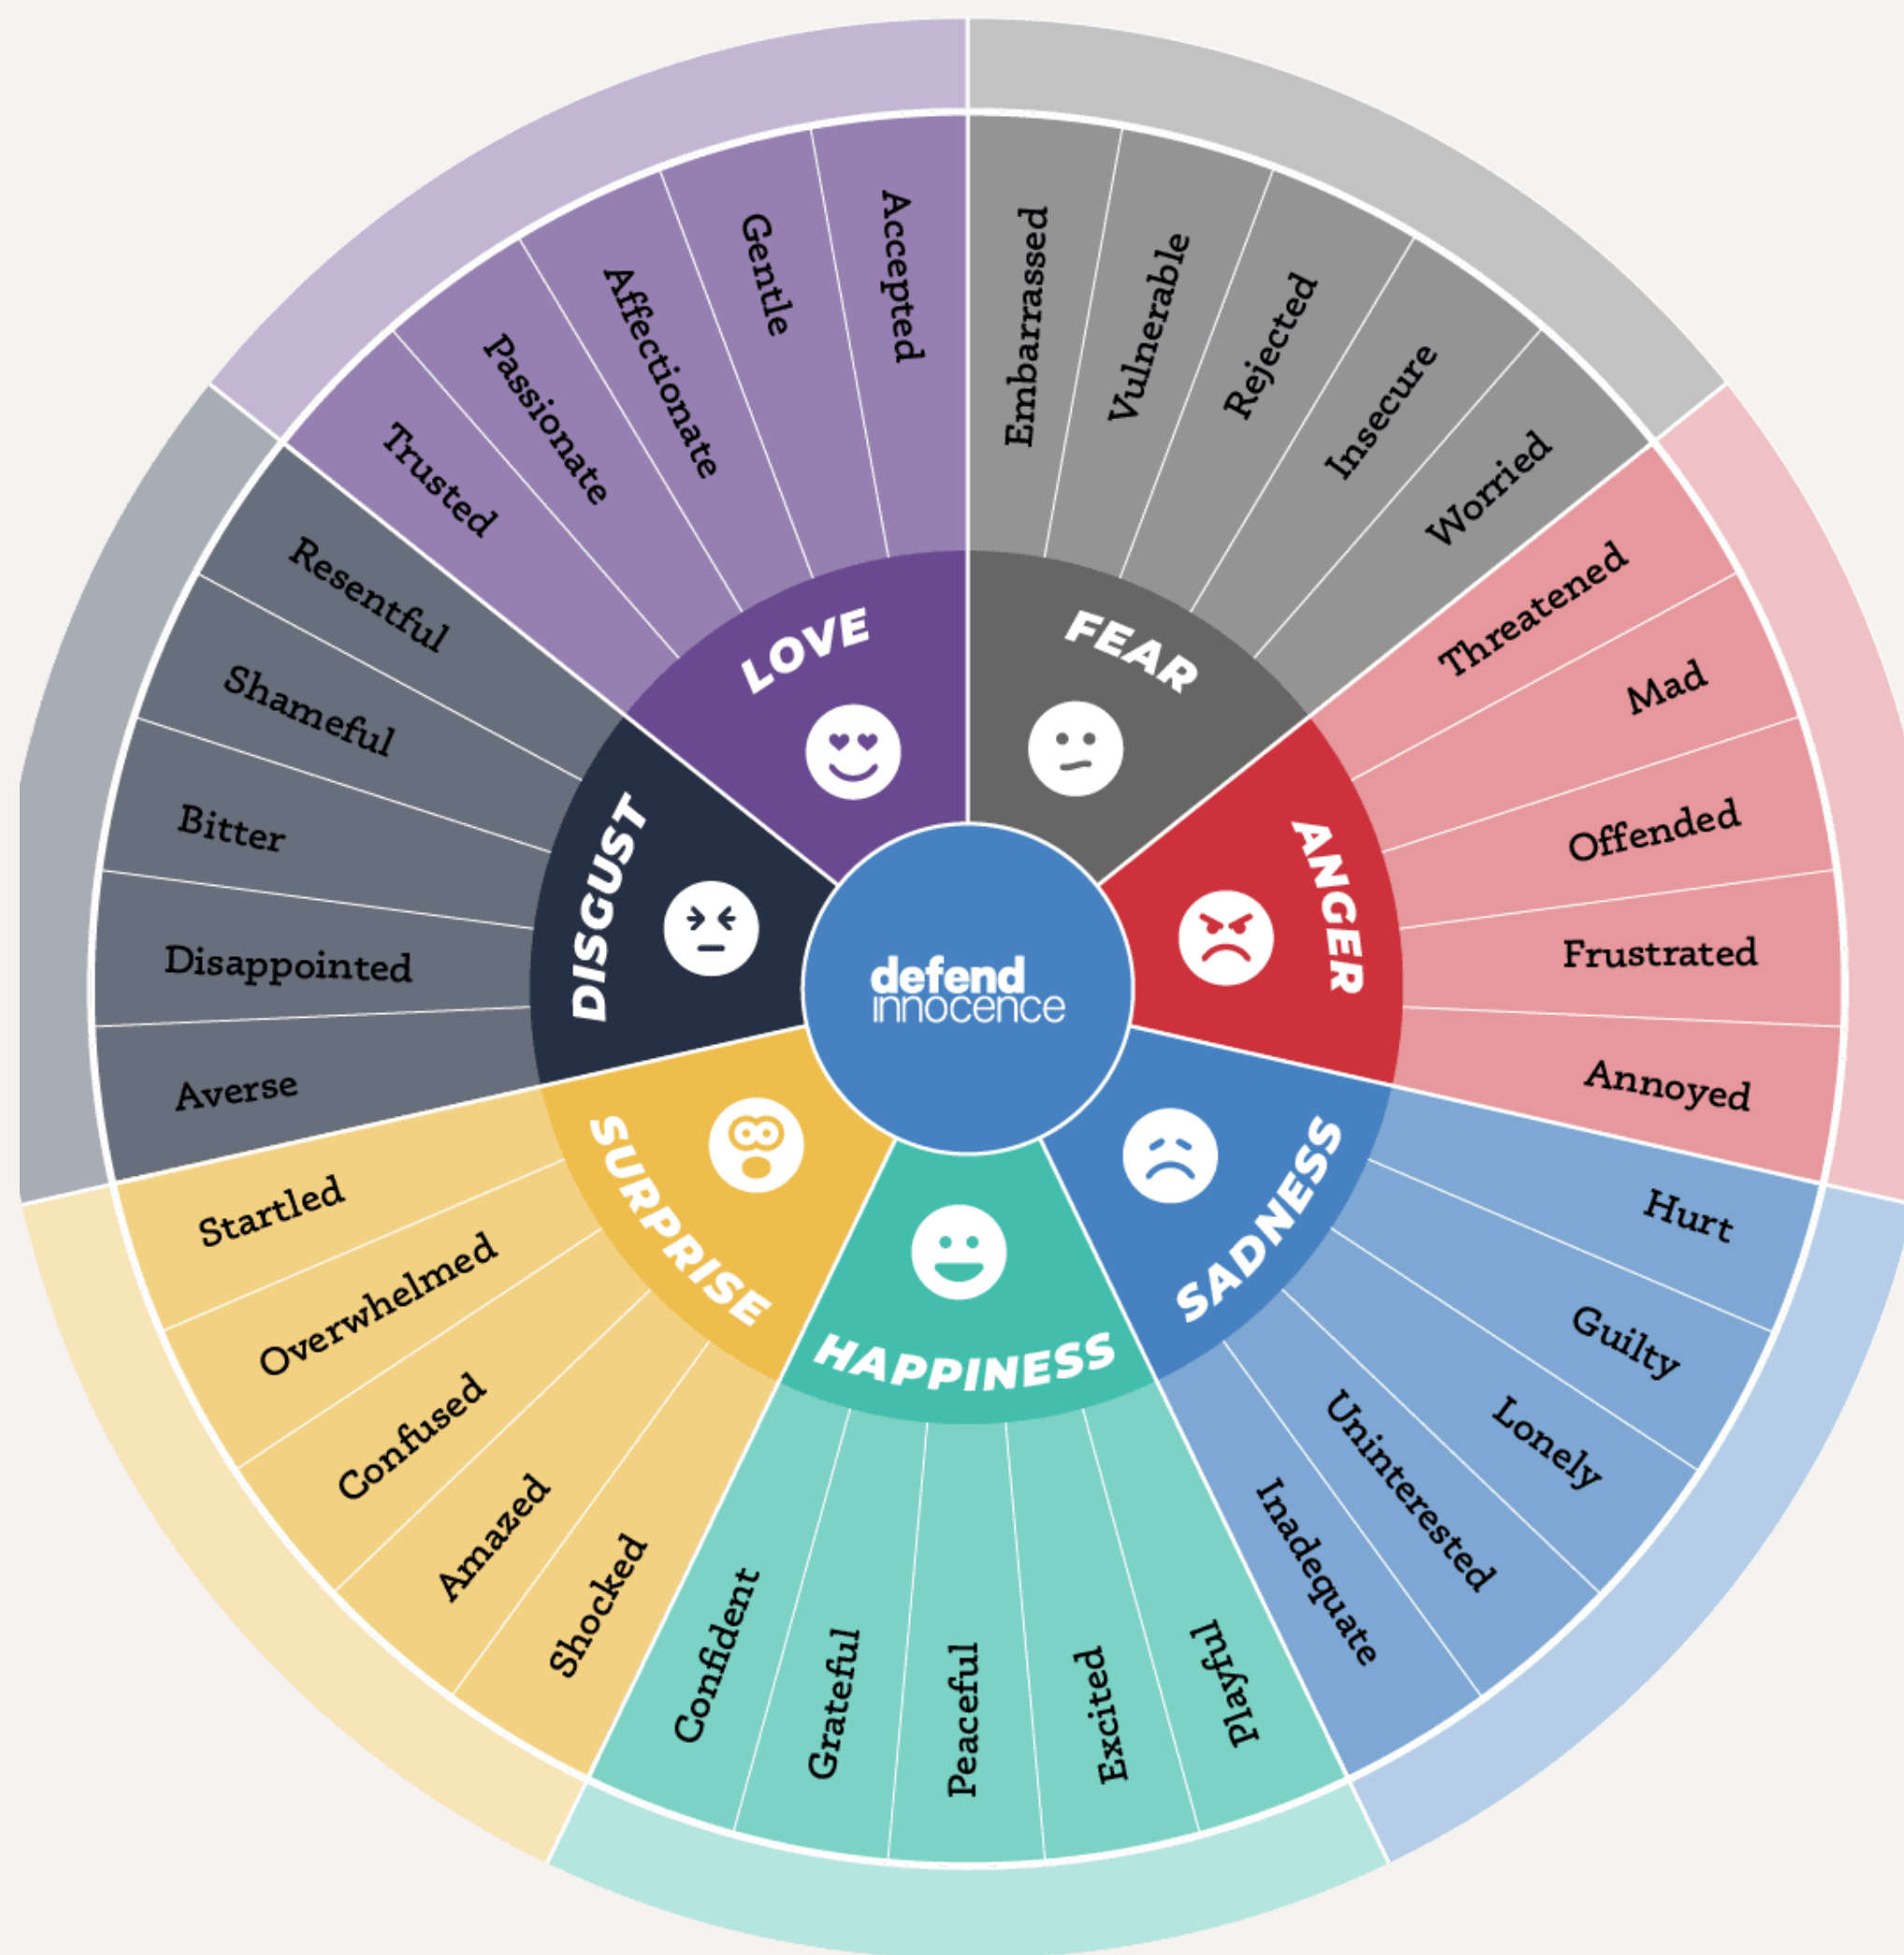 LOVE
Trusted
Passionate
Affectionate
Gentle
Accepted
FEAR
Embarrassed
Vulnerable
Rejected
Insecure
Worried
ANGER
Threatened
Mad
Offended
Frustrated
Annoyed
SADNESS
Hurt
Guilty
Lonely
Uninterested
Inadequate
HAPPINESS
Playful
Excited
Peaceful
Grateful
Confident
SURPRISE
Shocked
Amazed
Confused
Overwhelmed
Startled
DISGUST
Averse
Disappointed
Bitter
Shameful
Resentful
defend
innocence